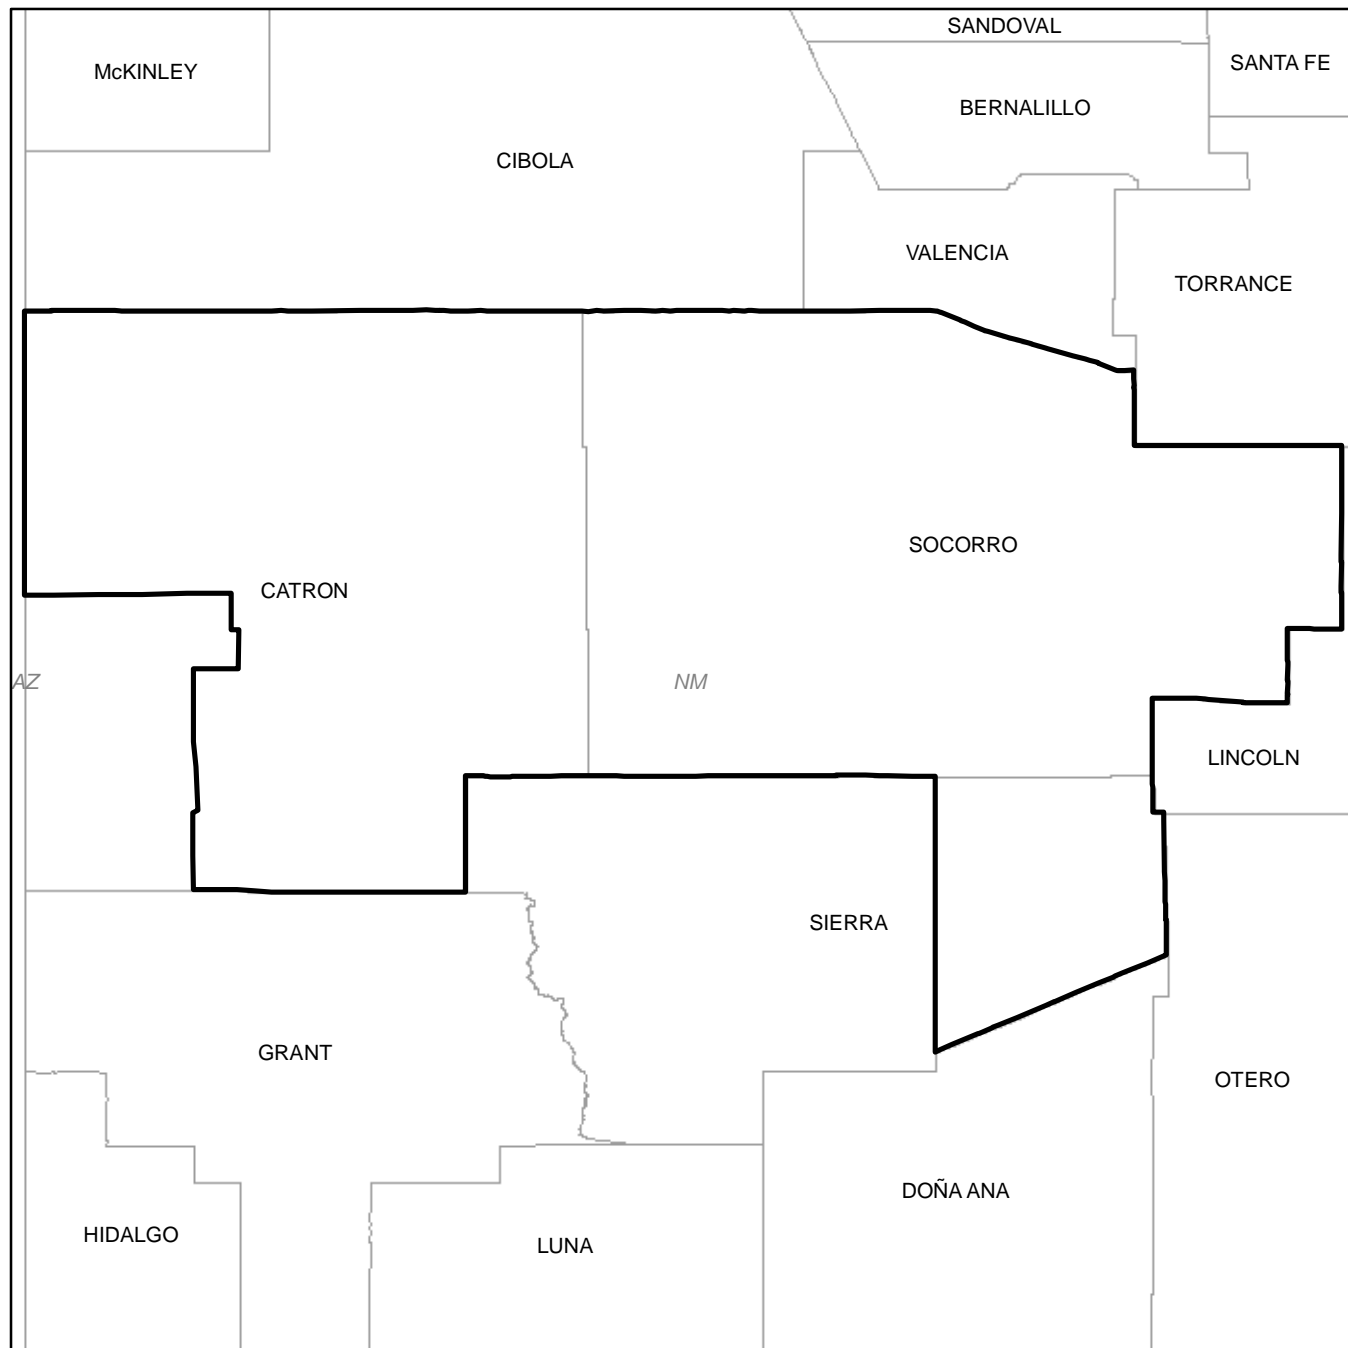 SANDOVAL
SANTA FE
McKINLEY
BERNALILLO
CIBOLA
VALENCIA
TORRANCE
SOCORRO
CATRON
AZ
NM
LINCOLN
SIERRA
GRANT
OTERO
DOÑA ANA
HIDALGO
LUNA